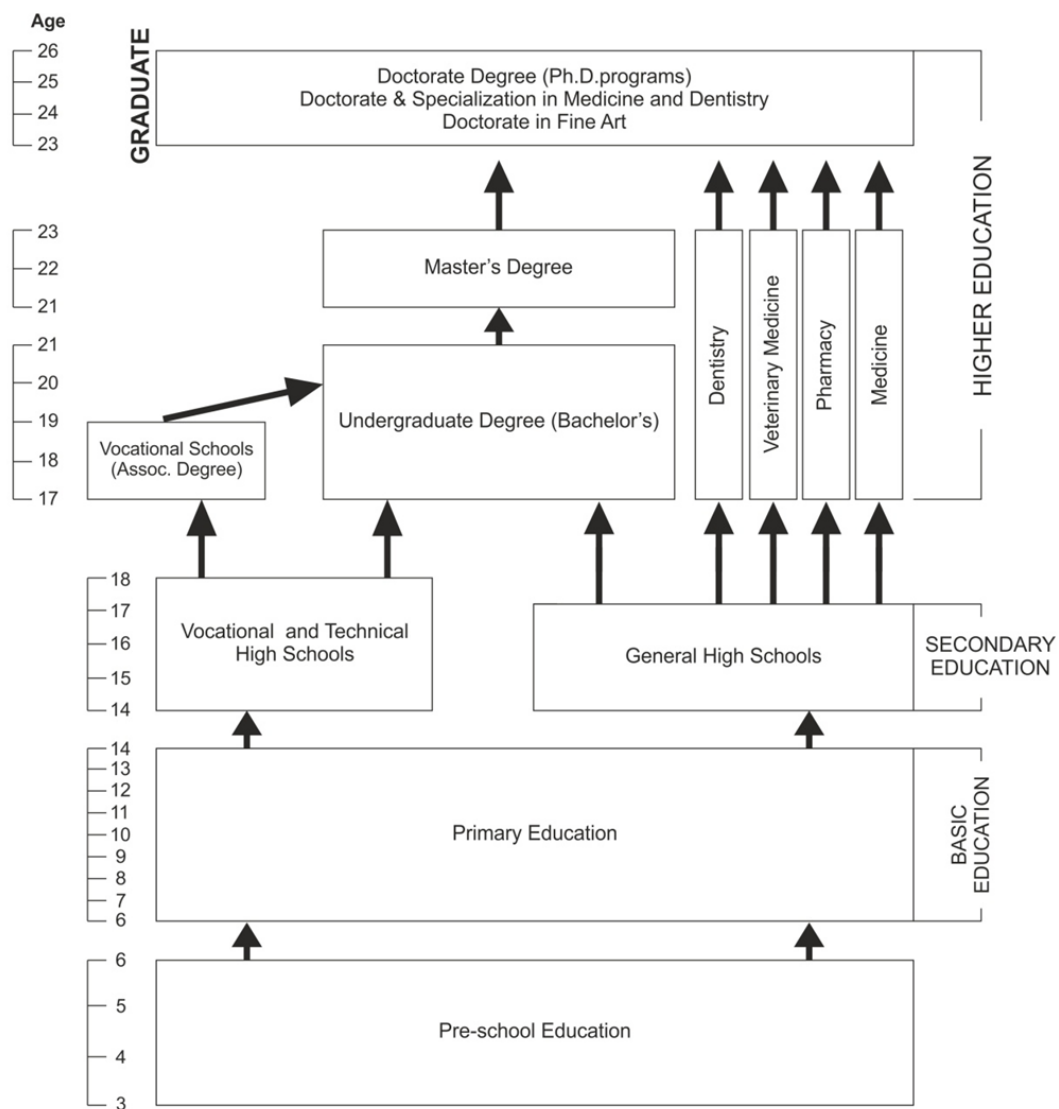 Age
GRADUATE
26
25
24
23
Doctorate Degree (Ph.D.programs)
Doctorate & Specialization in Medicine and Dentistry
Doctorate in Fine Art
HIGHER EDUCATION
23
22
21
Master's Degree
21
20
19
18
17
Undergraduate Degree (Bachelor's)
Vocational Schools
(Assoc. Degree)
Dentistry
Veterinary Medicine
Pharmacy
Medicine
18
17
16
15
14
Vocational and Technical
High Schools
General High Schools
SECONDARY
EDUCATION
14
13
12
11
10
9
8
7
6
Primary Education
BASIC
EDUCATION
6
5
4
3
Pre-school Education